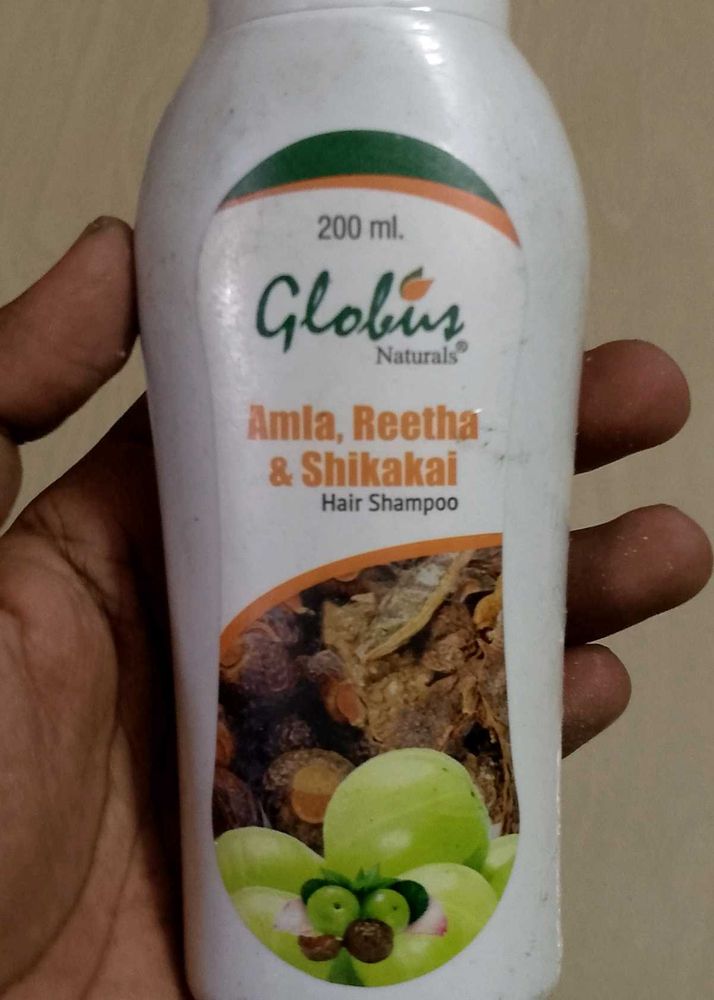 200 ml.
Globus
Naturals®
Amla, Reetha
& Shikakai
Hair Shampoo